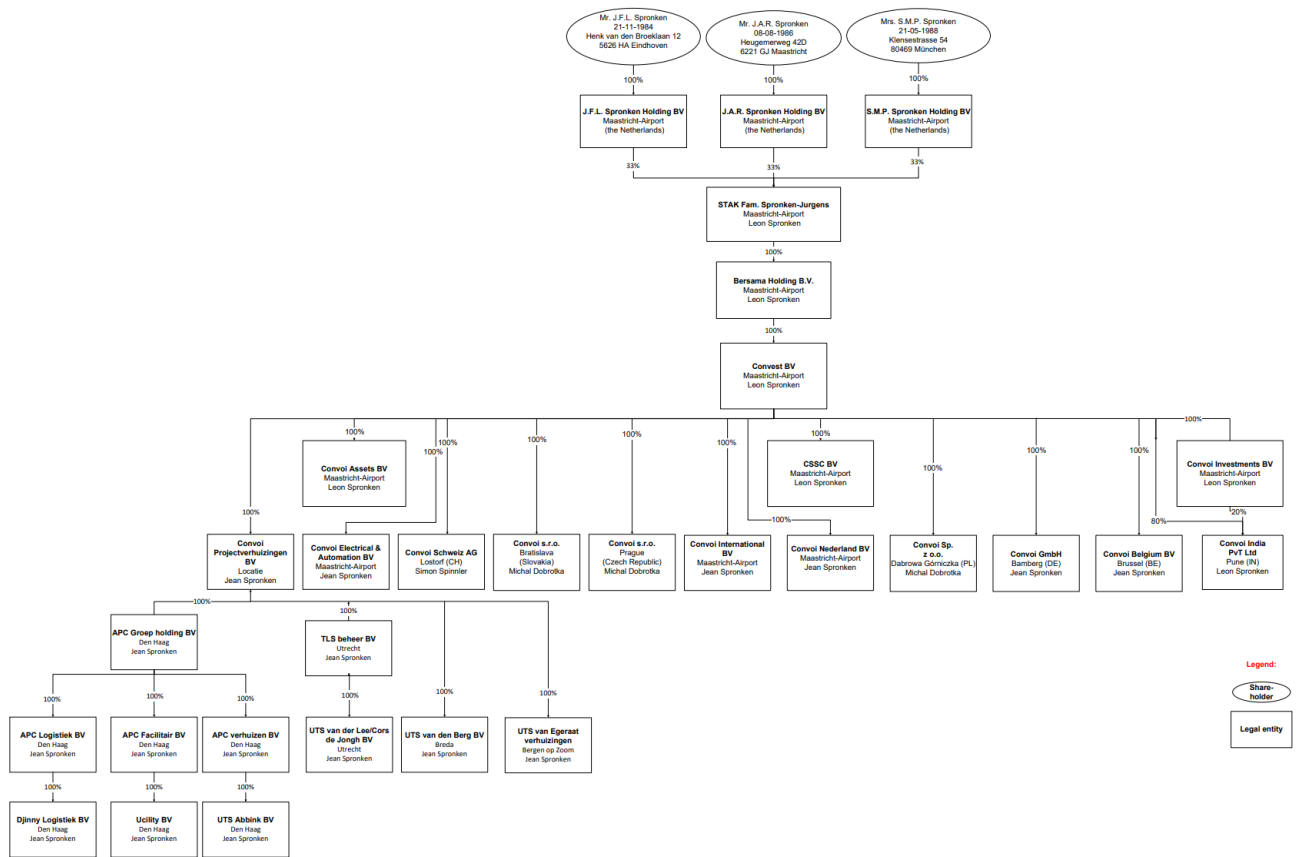 Mr. J.F.L. Spronken
21-11-1984
Henk van den Broeklaan 12
5626 HA Eindhoven
Mr. J.A.R. Spronken
08-08-1986
Heugemerweg 42D
6221 GJ Maastricht
Mrs. S.M.P. Spronken
21-05-1988
Klensestrasse 54
80469 München
100%
100%
100%
J.F.L. Spronken Holding BV
Maastricht-Airport
(the Netherlands)
J.A.R. Spronken Holding BV
Maastricht-Airport
(the Netherlands)
S.M.P. Spronken Holding BV
Maastricht-Airport
(the Netherlands)
33%
33%
33%
STAK Fam. Spronken-Jurgens
Maastricht-Airport
Leon Spronken
100%
Bersama Holding B.V.
Maastricht-Airport
Leon Spronken
100%
Convest BV
Maastricht-Airport
Leon Spronken
100%
100%
100%
100%
100%
100%
100%
100%
100%
100%
100%
100%
100%
Convoi Assets BV
Maastricht-Airport
Leon Spronken
CSSC BV
Maastricht-Airport
Leon Spronken
Convoi Investments BV
Maastricht-Airport
Leon Spronken
100%
80%
20%
Convoi
Projectverhuizingen
BV
Locatie
Jean Spronken
Convoi Electrical &
Automation BV
Maastricht-Airport
Jean Spronken
Convoi Schweiz AG
Lostorf (CH)
Simon Spinnler
Convoi s.r.o.
Bratislava
(Slovakia)
Michal Dobrotka
Convoi s.r.o.
Prague
(Czech Republic)
Michal Dobrotka
Convoi International
BV
Maastricht-Airport
Jean Spronken
Convoi Nederland BV
Maastricht-Airport
Jean Spronken
Convoi Sp.
z o.o.
Dabrowa Górniczka (PL)
Michal Dobrotka
Convoi GmbH
Bamberg (DE)
Jean Spronken
Convoi Belgium BV
Brussel (BE)
Jean Spronken
Convoi India
PvT Ltd
Pune (IN)
Leon Spronken
100%
100%
100%
100%
APC Groep holding BV
Den Haag
Jean Spronken
TLS beheer BV
Utrecht
Jean Spronken
100%
100%
100%
100%
APC Logistiek BV
Den Haag
Jean Spronken
APC Facilitair BV
Den Haag
Jean Spronken
APC verhuizen BV
Den Haag
Jean Spronken
UTS van der Lee/Cors
de Jongh BV
Utrecht
Jean Spronken
UTS van den Berg BV
Breda
Jean Spronken
UTS van Egeraat
verhuizingen
Bergen op Zoom
Jean Spronken
100%
100%
100%
Djinny Logistiek BV
Den Haag
Jean Spronken
Ucility BV
Den Haag
Jean Spronken
UTS Abbink BV
Den Haag
Jean Spronken
Legend:
Share-
holder
Legal entity